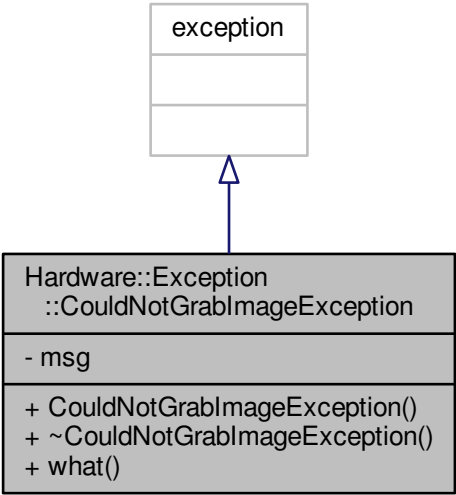 exception
Hardware::Exception
::CouldNotGrabImageException
- msg
+ CouldNotGrabImageException()
+ ~CouldNotGrabImageException()
+ what()